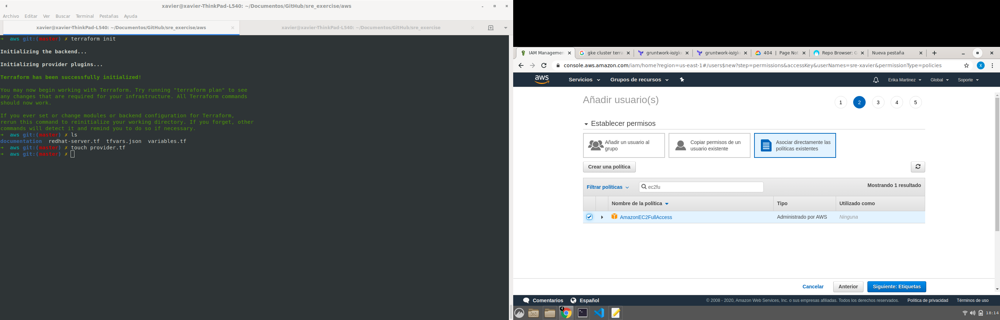 xavier@xavier-ThinkPad-L540: ~/Documentos/GitHub/sre_exercise/aws
Archivo Editar Ver Buscar Terminal Pestañas Ayuda
xavier@xavier-ThinkPad-L540: ~/Documentos/GitHub/sre_exercise/aws
xavier@xavier-ThinkPad-L540: ~/Documentos/GitHub/sre_exercise
➜ aws git:(master) ✗ terraform init
Initializing the backend...
Initializing provider plugins...
Terraform has been successfully initialized!
You may now begin working with Terraform. Try running "terraform plan" to see
any changes that are required for your infrastructure. All Terraform commands
should now work.
If you ever set or change modules or backend configuration for Terraform,
rerun this command to reinitialize your working directory. If you forget, other
commands will detect it and remind you to do so if necessary.
➜ aws git:(master) ✗ ls
documentation redhat-server.tf tfvars.json variables.tf
➜ aws git:(master) ✗ touch provider.tf
➜ aws git:(master) ✗
IAM Managemen
gke cluster terra
gruntwork-io/gke
gruntwork-io/gke
404 | Page Not
Repo Browser: G
Nueva pestaña
console.aws.amazon.com/iam/home?region=us-east-1#/users$new?step=permissions&accessKey&userNames=sre-xavier&permissionType=policies
X
aws Servicios Grupos de recursos Erika Martinez Global Soporte
Añadir usuario(s)
1 2 3 4 5
Establecer permisos
Añadir un usuario al
grupo
Copiar permisos de un
usuario existente
Asociar directamente las
políticas existentes
Crear una política
Filtrar políticas
ec2fu
Mostrando 1 resultado
Nombre de la política Tipo Utilizado como
AmazonEC2FullAccess Administrado por AWS Ninguna
Cancelar Anterior Siguiente: Etiquetas
Comentarios Español © 2008 - 2020, Amazon Web Services, Inc. o sus empresas afiliadas. Todos los derechos reservados. Política de privacidad Términos de uso
4
18:14